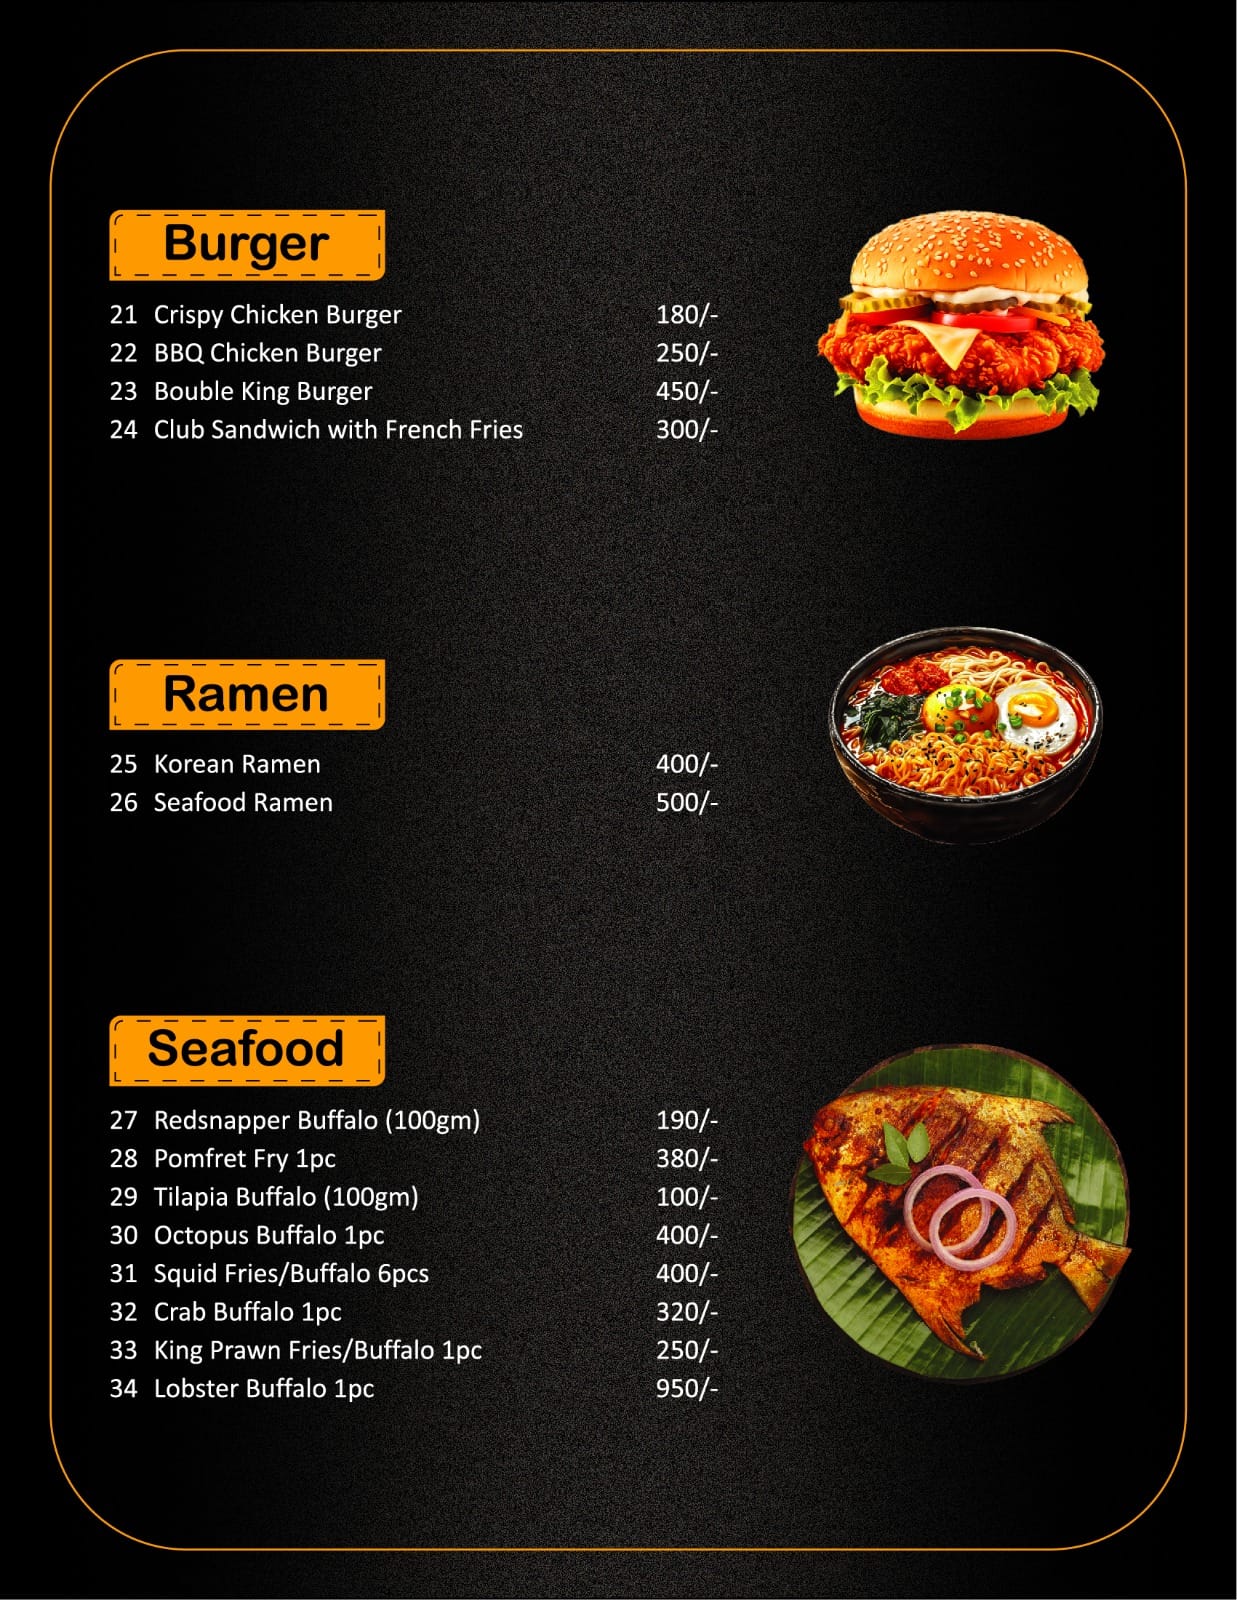 Burger
21 Crispy Chicken Burger 180/-
22 BBQ Chicken Burger 250/-
23 Bouble King Burger 450/-
24 Club Sandwich with French Fries 300/-
Ramen
25 Korean Ramen 400/-
26 Seafood Ramen 500/-
Seafood
27 Redsnapper Buffalo (100gm) 190/-
28 Pomfret Fry 1pc 380/-
29 Tilapia Buffalo (100gm) 100/-
30 Octopus Buffalo 1pc 400/-
31 Squid Fries/Buffalo 6pcs 400/-
32 Crab Buffalo 1pc 320/-
33 King Prawn Fries/Buffalo 1pc 250/-
34 Lobster Buffalo 1pc 950/-